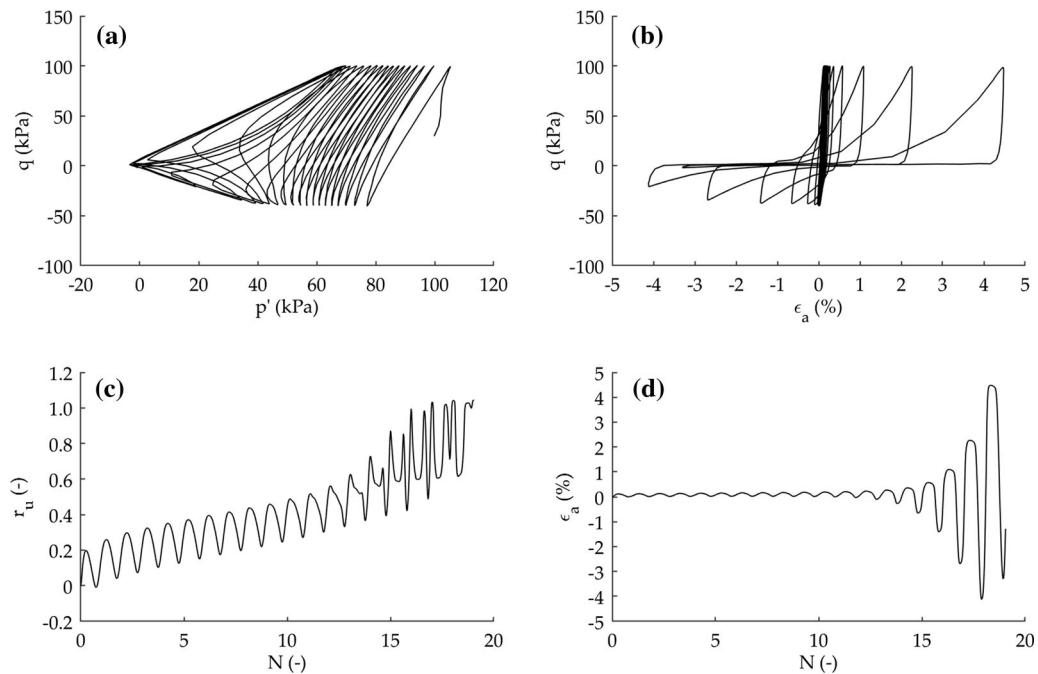 (a)
q (kPa)
150
100
50
0
-50
-100
-20 0 20 40 60 80 100 120
p' (kPa)
(b)
q (kPa)
150
100
50
0
-50
-100
-5 -4 -3 -2 -1 0 1 2 3 4 5
ϵa (%)
(c)
ru (-)
1.2
1.0
0.8
0.6
0.4
0.2
0
-0.2
0 5 10 15 20
N (-)
(d)
ϵa (%)
5
4
3
2
1
0
-1
-2
-3
-4
-5
0 5 10 15 20
N (-)